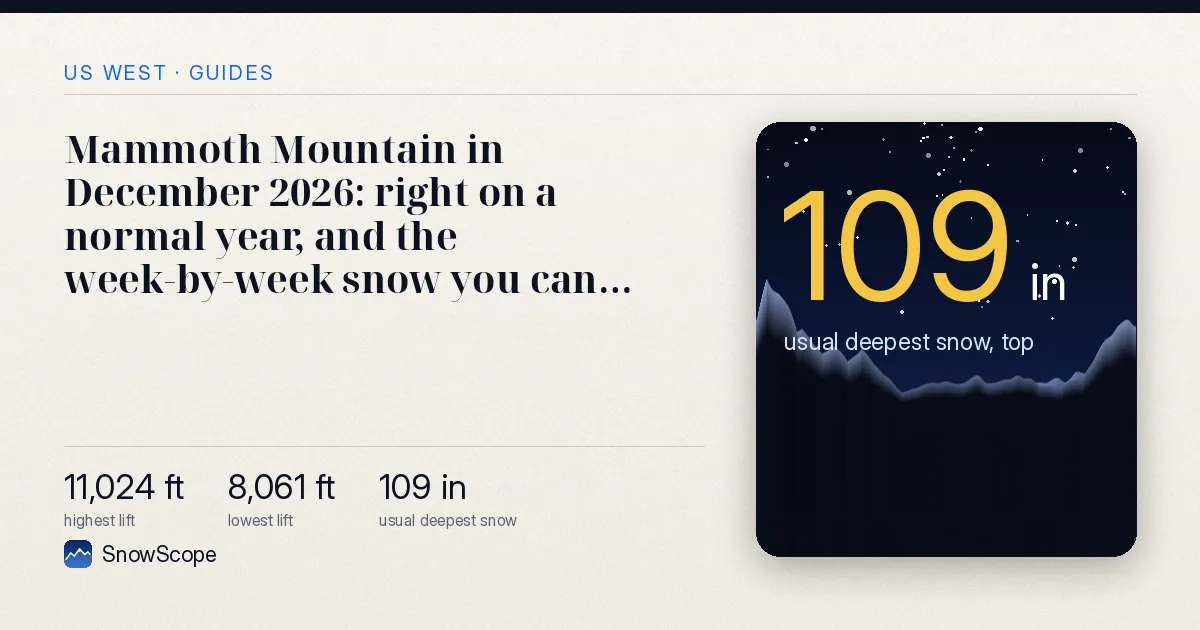 US WEST · GUIDES
Mammoth Mountain in
December 2026: right on a
normal year, and the
week-by-week snow you can…
109 in
usual deepest snow, top
11,024 ft
highest lift
8,061 ft
lowest lift
109 in
usual deepest snow
SnowScope